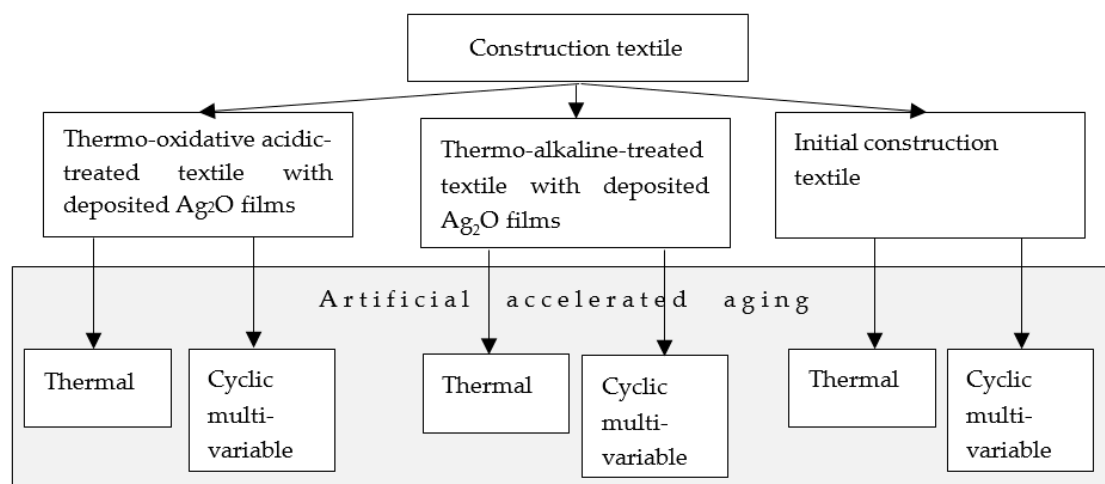 Construction textile
Thermo-oxidative acidic-
treated textile with
deposited Ag₂O films
Thermo-alkaline-treated
textile with deposited
Ag₂O films
Initial construction
textile
Artificial accelerated aging
Thermal
Cyclic
multi-
variable
Thermal
Cyclic
multi-
variable
Thermal
Cyclic
multi-
variable